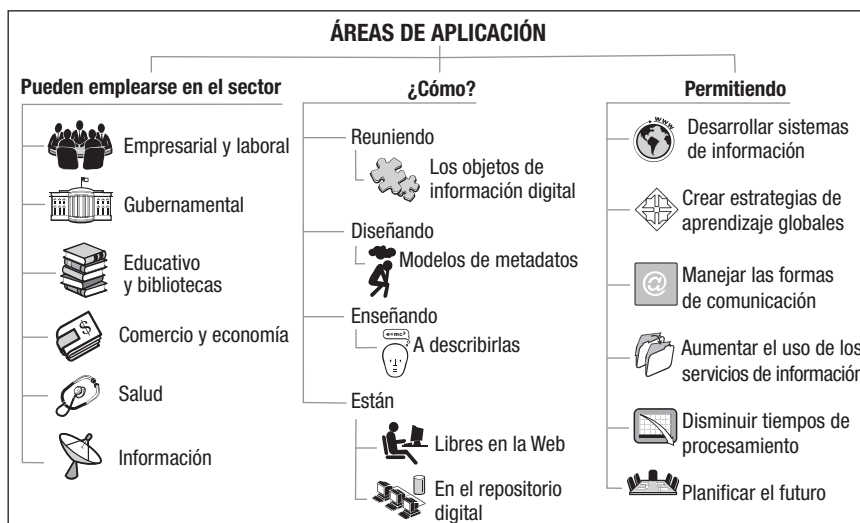 ÁREAS DE APLICACIÓN
Pueden emplearse en el sector
Empresarial y laboral
Gubernamental
Educativo
y bibliotecas
$
Comercio y economía
Salud
Información
¿Cómo?
Reuniendo
Los objetos de
información digital
Diseñando
Modelos de metadatos
Enseñando
e=mc²
A describirlas
Están
Libres en la Web
En el repositorio
digital
Permitiendo
www
Desarrollar sistemas
de información
Crear estrategias de
aprendizaje globales
@
Manejar las formas
de comunicación
Aumentar el uso de los
servicios de información
Disminuir tiempos de
procesamiento
Planificar el futuro